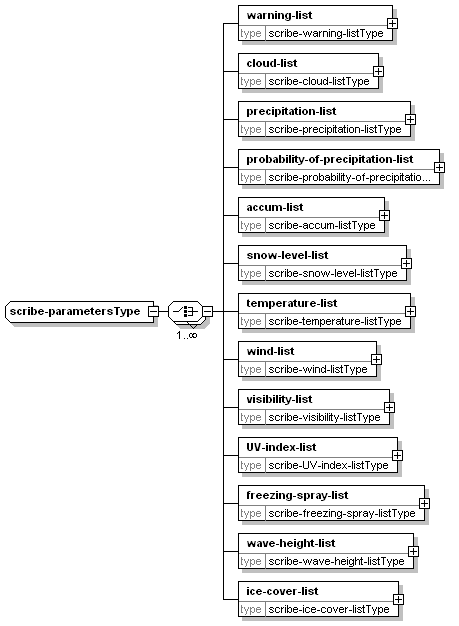 warning-list
type scribe-warning-listType
cloud-list
type scribe-cloud-listType
precipitation-list
type scribe-precipitation-listType
probability-of-precipitation-list
type scribe-probability-of-precipitatio...
accum-list
type scribe-accum-listType
snow-level-list
type scribe-snow-level-listType
scribe-parametersType
1..∞
temperature-list
type scribe-temperature-listType
wind-list
type scribe-wind-listType
visibility-list
type scribe-visibility-listType
UV-index-list
type scribe-UV-index-listType
freezing-spray-list
type scribe-freezing-spray-listType
wave-height-list
type scribe-wave-height-listType
ice-cover-list
type scribe-ice-cover-listType